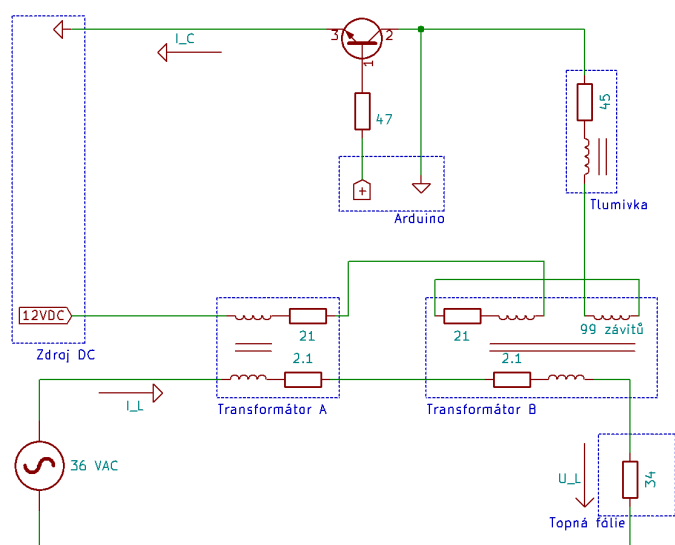 3
2
I_C
1
47
45
Arduino
Tlumivka
12VDC
21
21
99 závitů
Zdroj DC
2.1
2.1
I_L
Transformátor A
Transformátor B
36 VAC
U_L
34
Topná fólie